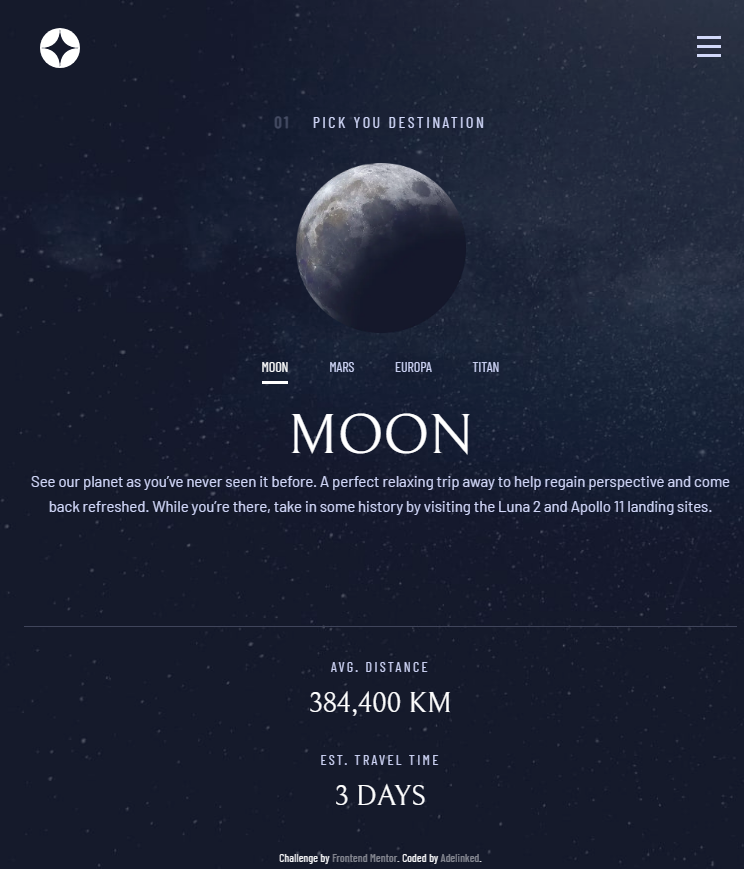 01 PICK YOU DESTINATION
MOON MARS EUROPA TITAN
MOON
See our planet as you’ve never seen it before. A perfect relaxing trip away to help regain perspective and come
back refreshed. While you’re there, take in some history by visiting the Luna 2 and Apollo 11 landing sites.
AVG. DISTANCE
384,400 KM
EST. TRAVEL TIME
3 DAYS
Challenge by Frontend Mentor. Coded by Adelinked.